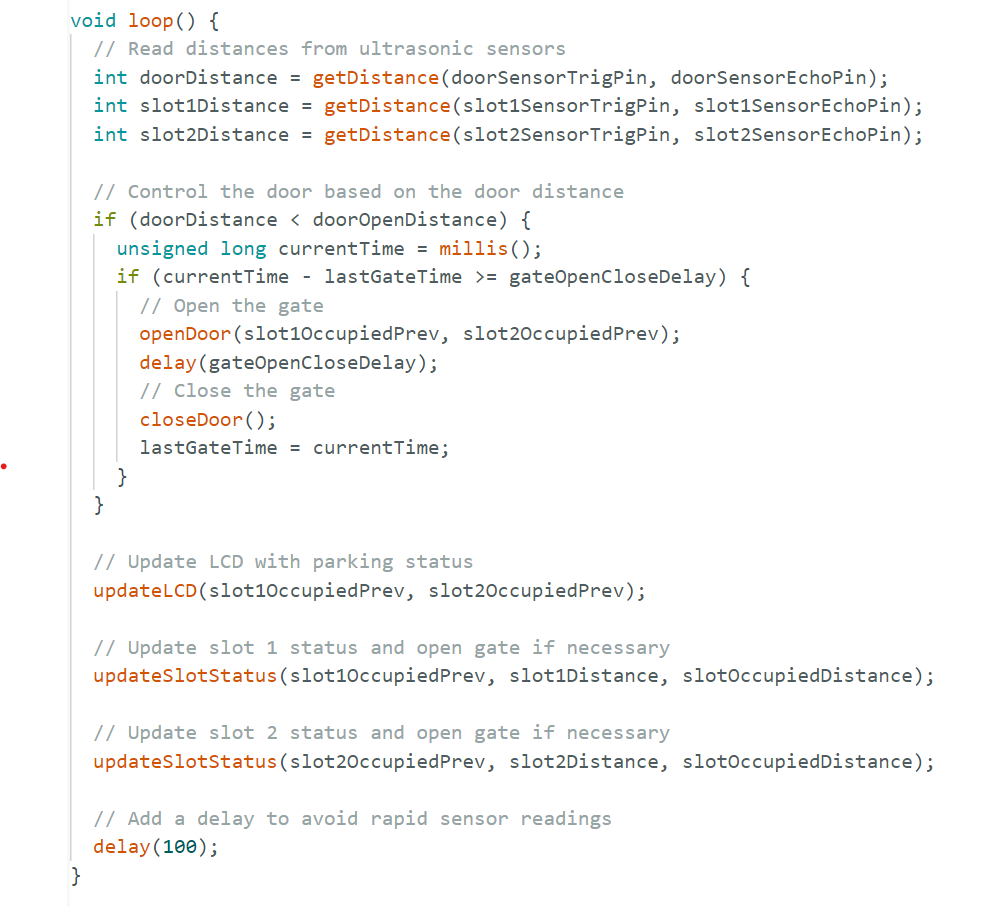 void loop() {
// Read distances from ultrasonic sensors
int doorDistance = getDistance(doorSensorTrigPin, doorSensorEchoPin);
int slot1Distance = getDistance(slot1SensorTrigPin, slot1SensorEchoPin);
int slot2Distance = getDistance(slot2SensorTrigPin, slot2SensorEchoPin);
// Control the door based on the door distance
if (doorDistance < doorOpenDistance) {
unsigned long currentTime = millis();
if (currentTime - lastGateTime >= gateOpenCloseDelay) {
// Open the gate
openDoor(slot1OccupiedPrev, slot2OccupiedPrev);
delay(gateOpenCloseDelay);
// Close the gate
closeDoor();
lastGateTime = currentTime;
}
}
// Update LCD with parking status
updateLCD(slot1OccupiedPrev, slot2OccupiedPrev);
// Update slot 1 status and open gate if necessary
updateSlotStatus(slot1OccupiedPrev, slot1Distance, slotOccupiedDistance);
// Update slot 2 status and open gate if necessary
updateSlotStatus(slot2OccupiedPrev, slot2Distance, slotOccupiedDistance);
// Add a delay to avoid rapid sensor readings
delay(100);
}